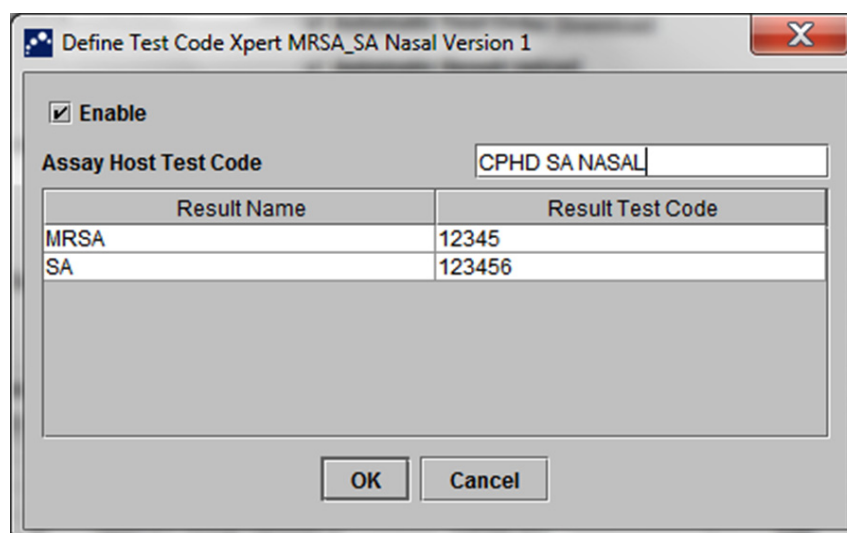 Define Test Code Xpert MRSA_SA Nasal Version 1
Enable
Assay Host Test Code CPHD SA NASAL
Result Name Result Test Code
MRSA 12345
SA 123456
OK Cancel